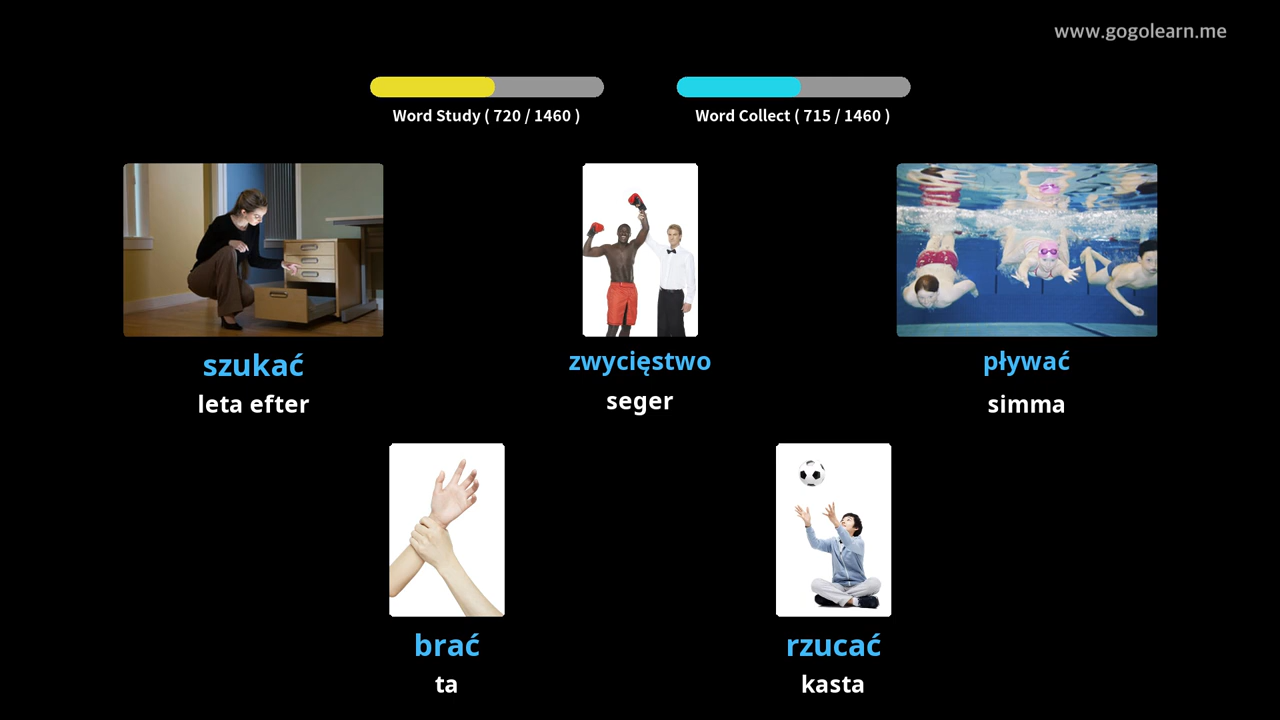 www.gogolearn.me
Word Study ( 720 / 1460 )
Word Collect ( 715 / 1460 )
szukać
leta efter
zwycięstwo
seger
pływać
simma
brać
ta
rzucać
kasta